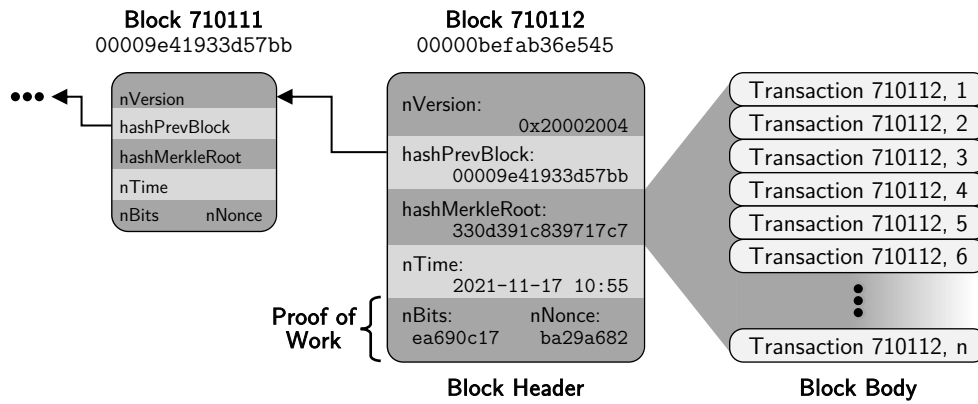 Block 710111
00009e41933d57bb
nVersion
hashPrevBlock
hashMerkleRoot
nTime
nBits nNonce
Block 710112
00000befab36e545
nVersion:
0x20002004
hashPrevBlock:
00009e41933d57bb
hashMerkleRoot:
330d391c839717c7
nTime:
2021-11-17 10:55
Proof of
Work
nBits: nNonce:
ea690c17 ba29a682
Block Header
Transaction 710112, 1
Transaction 710112, 2
Transaction 710112, 3
Transaction 710112, 4
Transaction 710112, 5
Transaction 710112, 6
Transaction 710112, n
Block Body